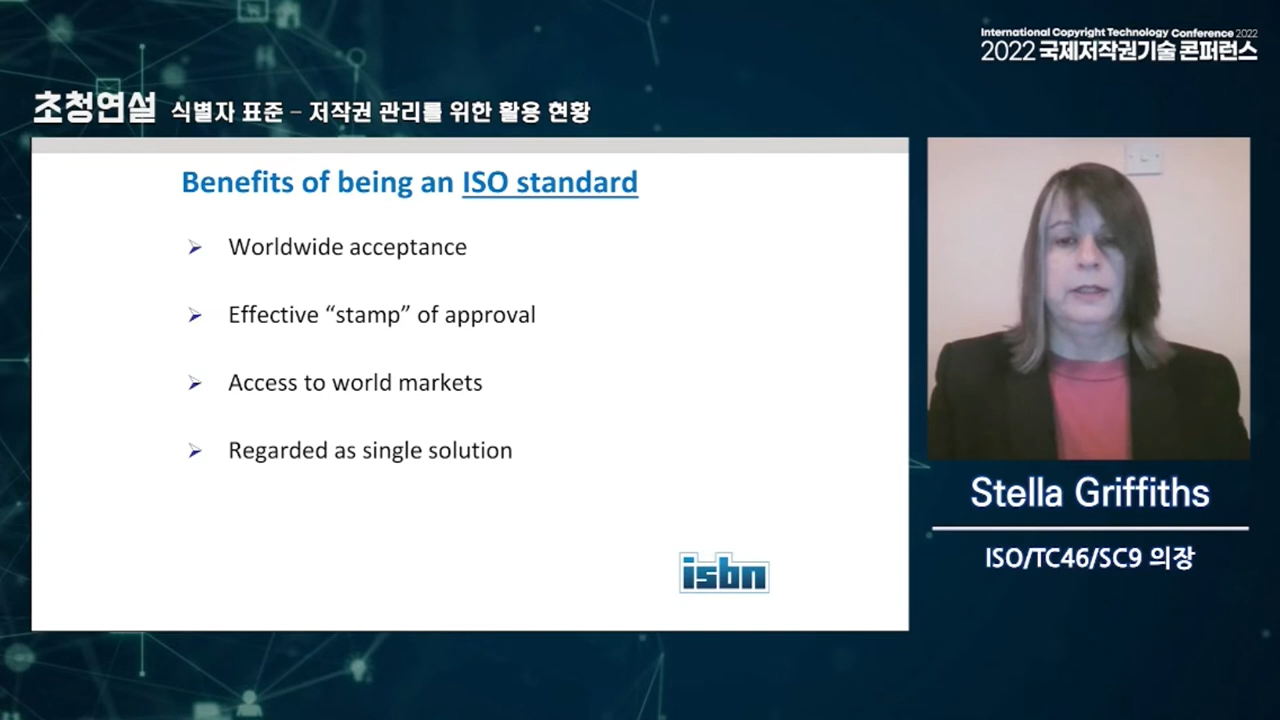 International Copyright Technology Conference 2022
2022 국제저작권기술 콘퍼런스
초청연설 식별자 표준 – 저작권 관리를 위한 활용 현황
Benefits of being an ISO standard
➢ Worldwide acceptance
➢ Effective “stamp” of approval
➢ Access to world markets
➢ Regarded as single solution
isbn
Stella Griffiths
ISO/TC46/SC9 의장